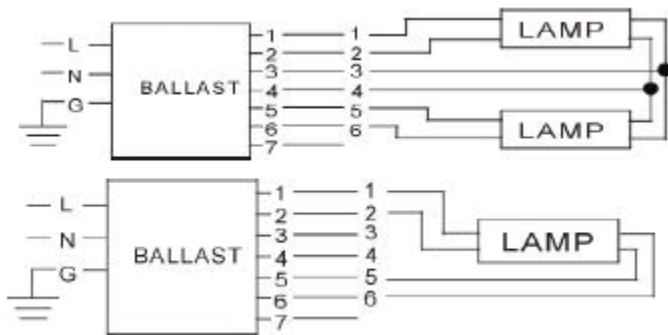 1 1 LAMP
L 2 2
3 3
N BALLAST 4 4
G 5 5
6 6 LAMP
7
1 1
L 2 2
3 3 LAMP
N BALLAST 4 4
G 5 5
6 6
7